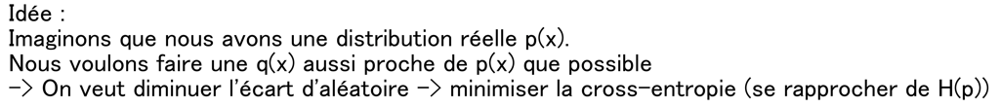 Idée :
Imaginons que nous avons une distribution réelle p(x).
Nous voulons faire une q(x) aussi proche de p(x) que possible
-> On veut diminuer l'écart d'aléatoire -> minimiser la cross-entropie (se rapprocher de H(p))